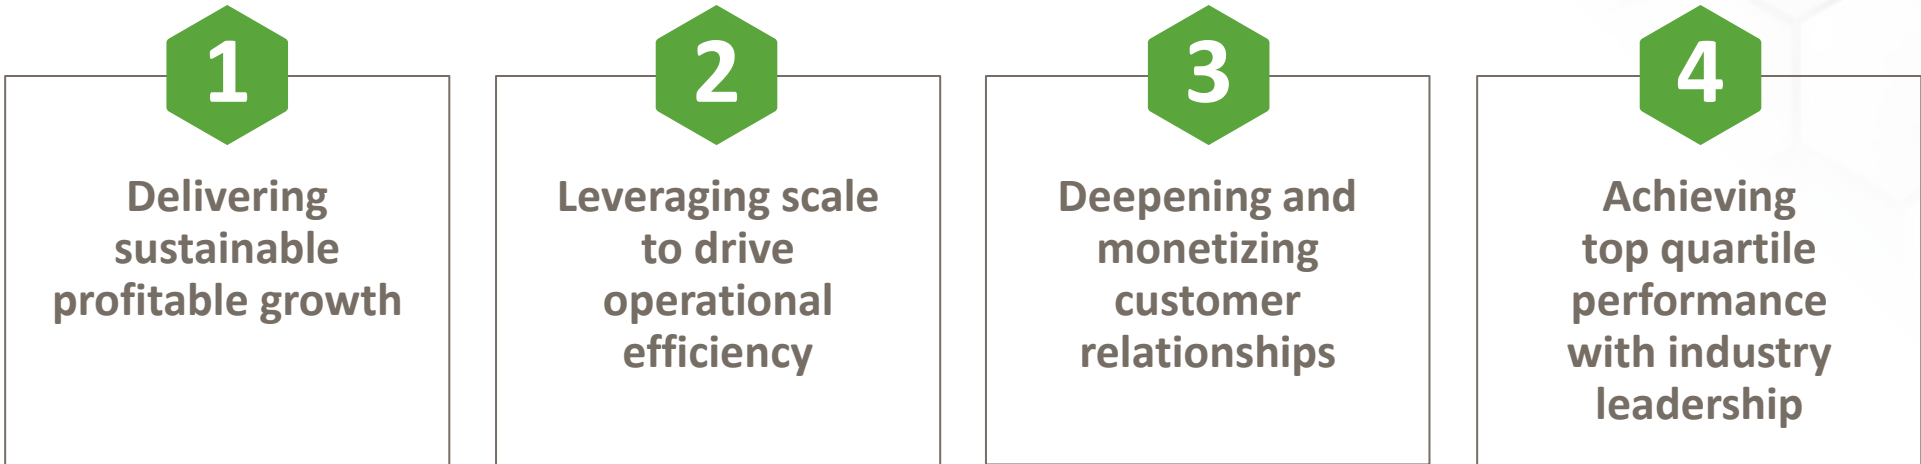 1
Delivering
sustainable
profitable growth
2
Leveraging scale
to drive
operational
efficiency
3
Deepening and
monetizing
customer
relationships
4
Achieving
top quartile
performance
with industry
leadership